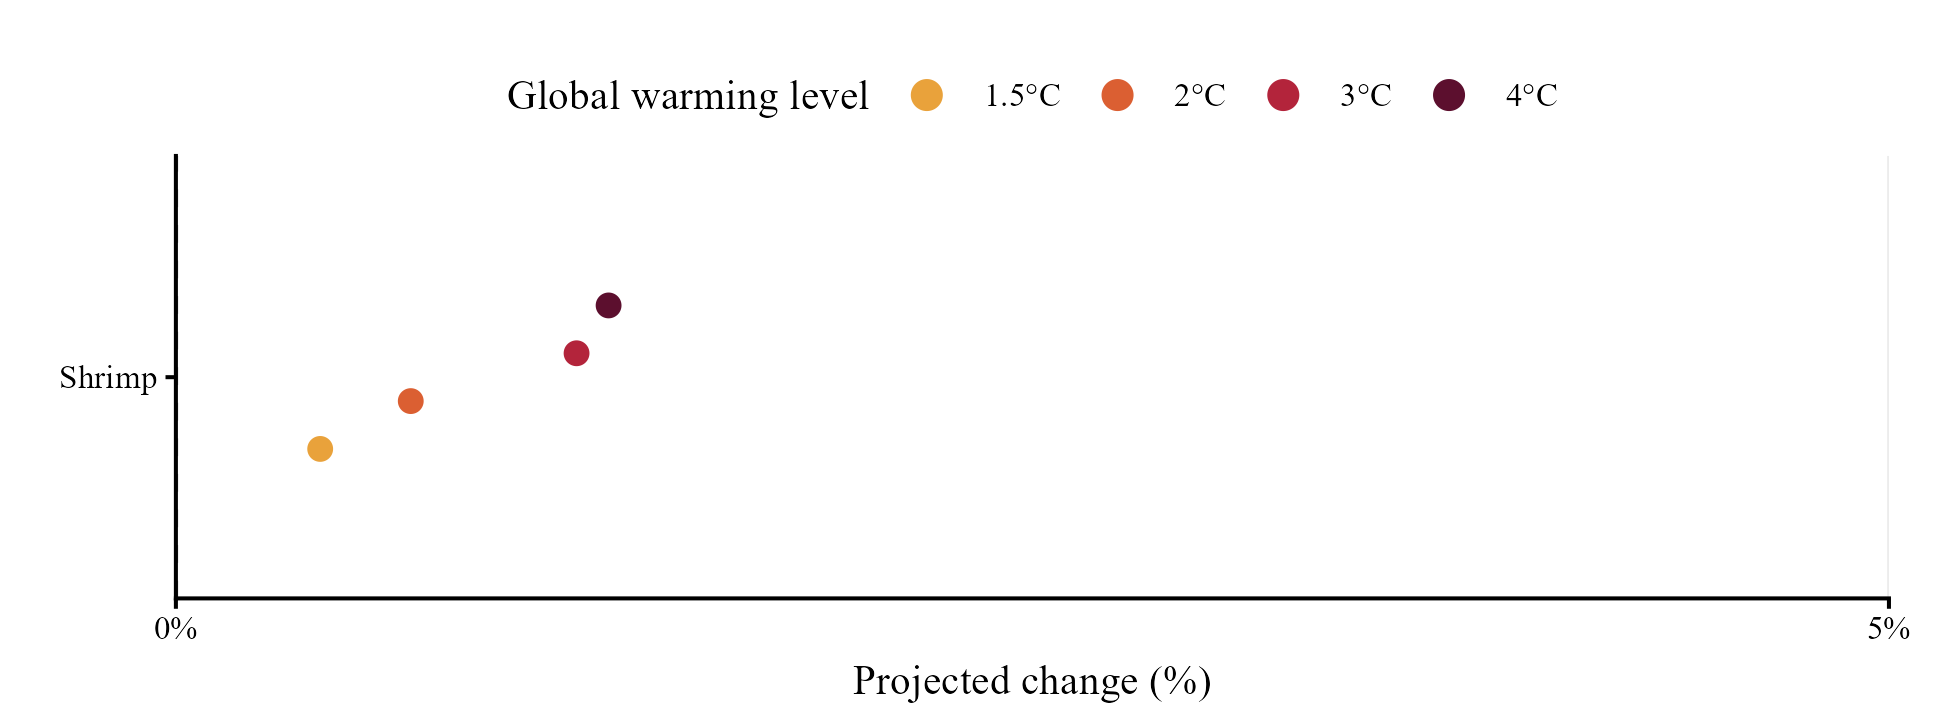 Global warming level 1.5°C 2°C 3°C 4°C
Shrimp
0% 5%
Projected change (%)